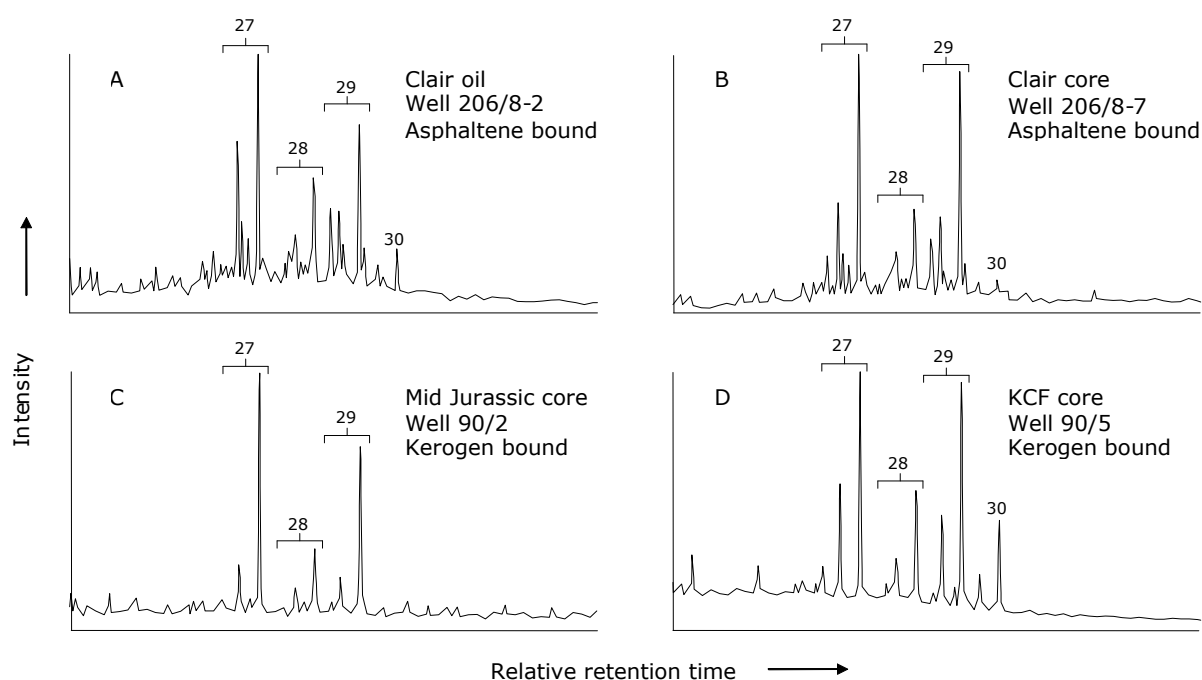 27
28
29
30
A
Clair oil
Well 206/8-2
Asphaltene bound
27
28
29
30
B
Clair core
Well 206/8-7
Asphaltene bound
27
28
29
C
Mid Jurassic core
Well 90/2
Kerogen bound
27
28
29
30
D
KCF core
Well 90/5
Kerogen bound
Intensity
Relative retention time